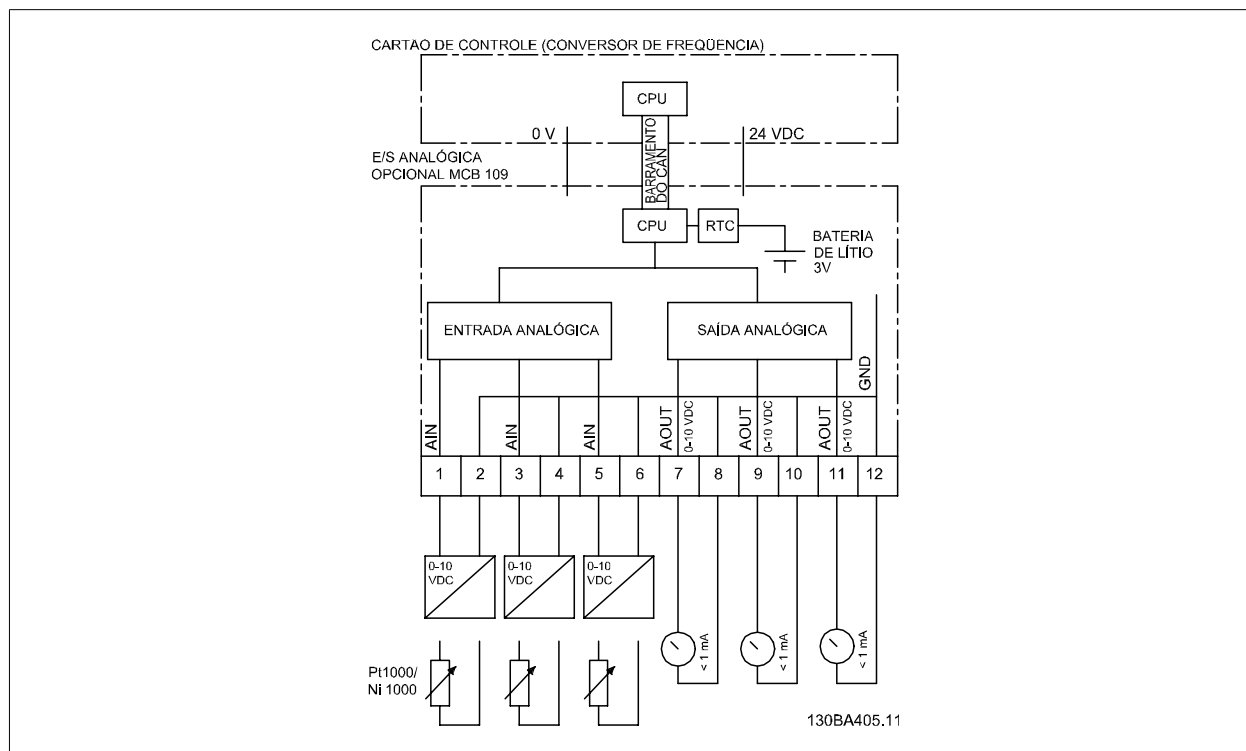 CARTAO DE CONTROLE (CONVERSOR DE FREQÜENCIA)
CPU
0 V
24 VDC
BARRAMENTO
DO CAN
E/S ANALÓGICA
OPCIONAL MCB 109
CPU
RTC
BATERIA
DE LÍTIO
3V
ENTRADA ANALÓGICA
SAÍDA ANALÓGICA
GND
AIN
AIN
AIN
AOUT
0-10 VDC
AOUT
0-10 VDC
AOUT
0-10 VDC
1 2 3 4 5 6 7 8 9 10 11 12
0-10
VDC
0-10
VDC
0-10
VDC
< 1 mA
< 1 mA
< 1 mA
Pt1000/
Ni 1000
130BA405.11